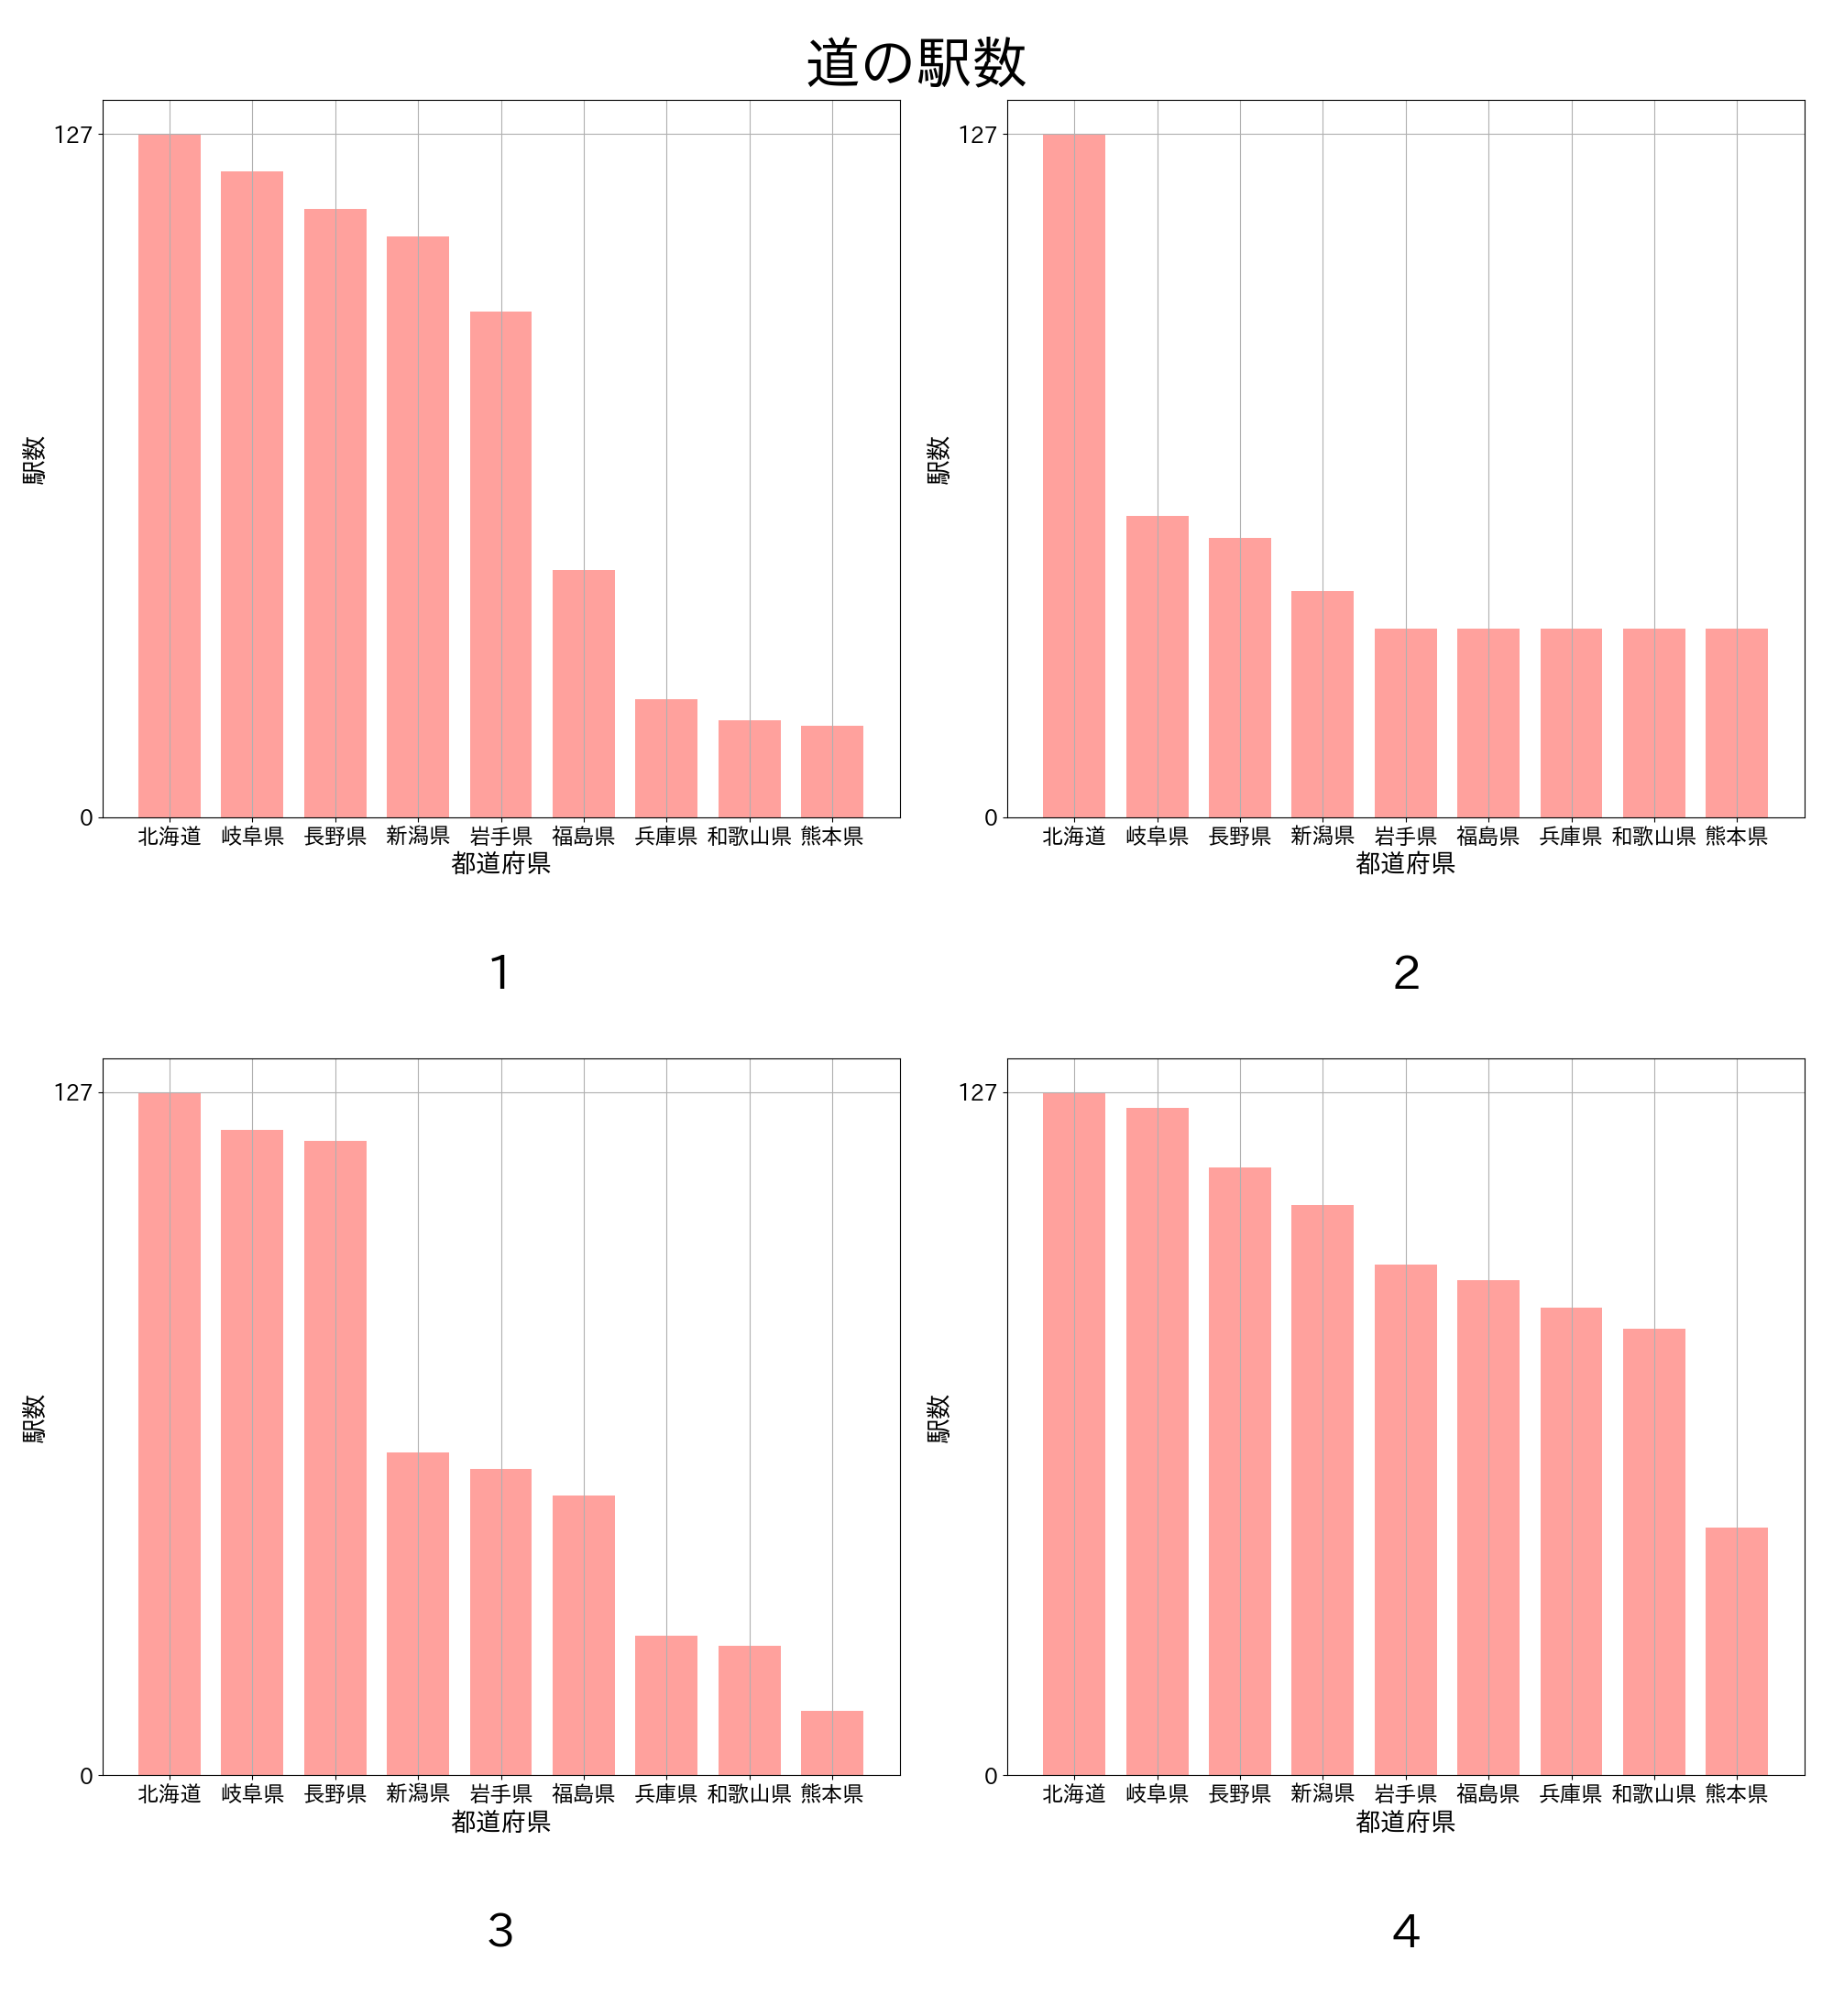 道の駅数
127
0
駅数
北海道 岐阜県 長野県 新潟県 岩手県 福島県 兵庫県 和歌山県 熊本県
都道府県
1
127
0
駅数
北海道 岐阜県 長野県 新潟県 岩手県 福島県 兵庫県 和歌山県 熊本県
都道府県
2
127
0
駅数
北海道 岐阜県 長野県 新潟県 岩手県 福島県 兵庫県 和歌山県 熊本県
都道府県
3
127
0
駅数
北海道 岐阜県 長野県 新潟県 岩手県 福島県 兵庫県 和歌山県 熊本県
都道府県
4